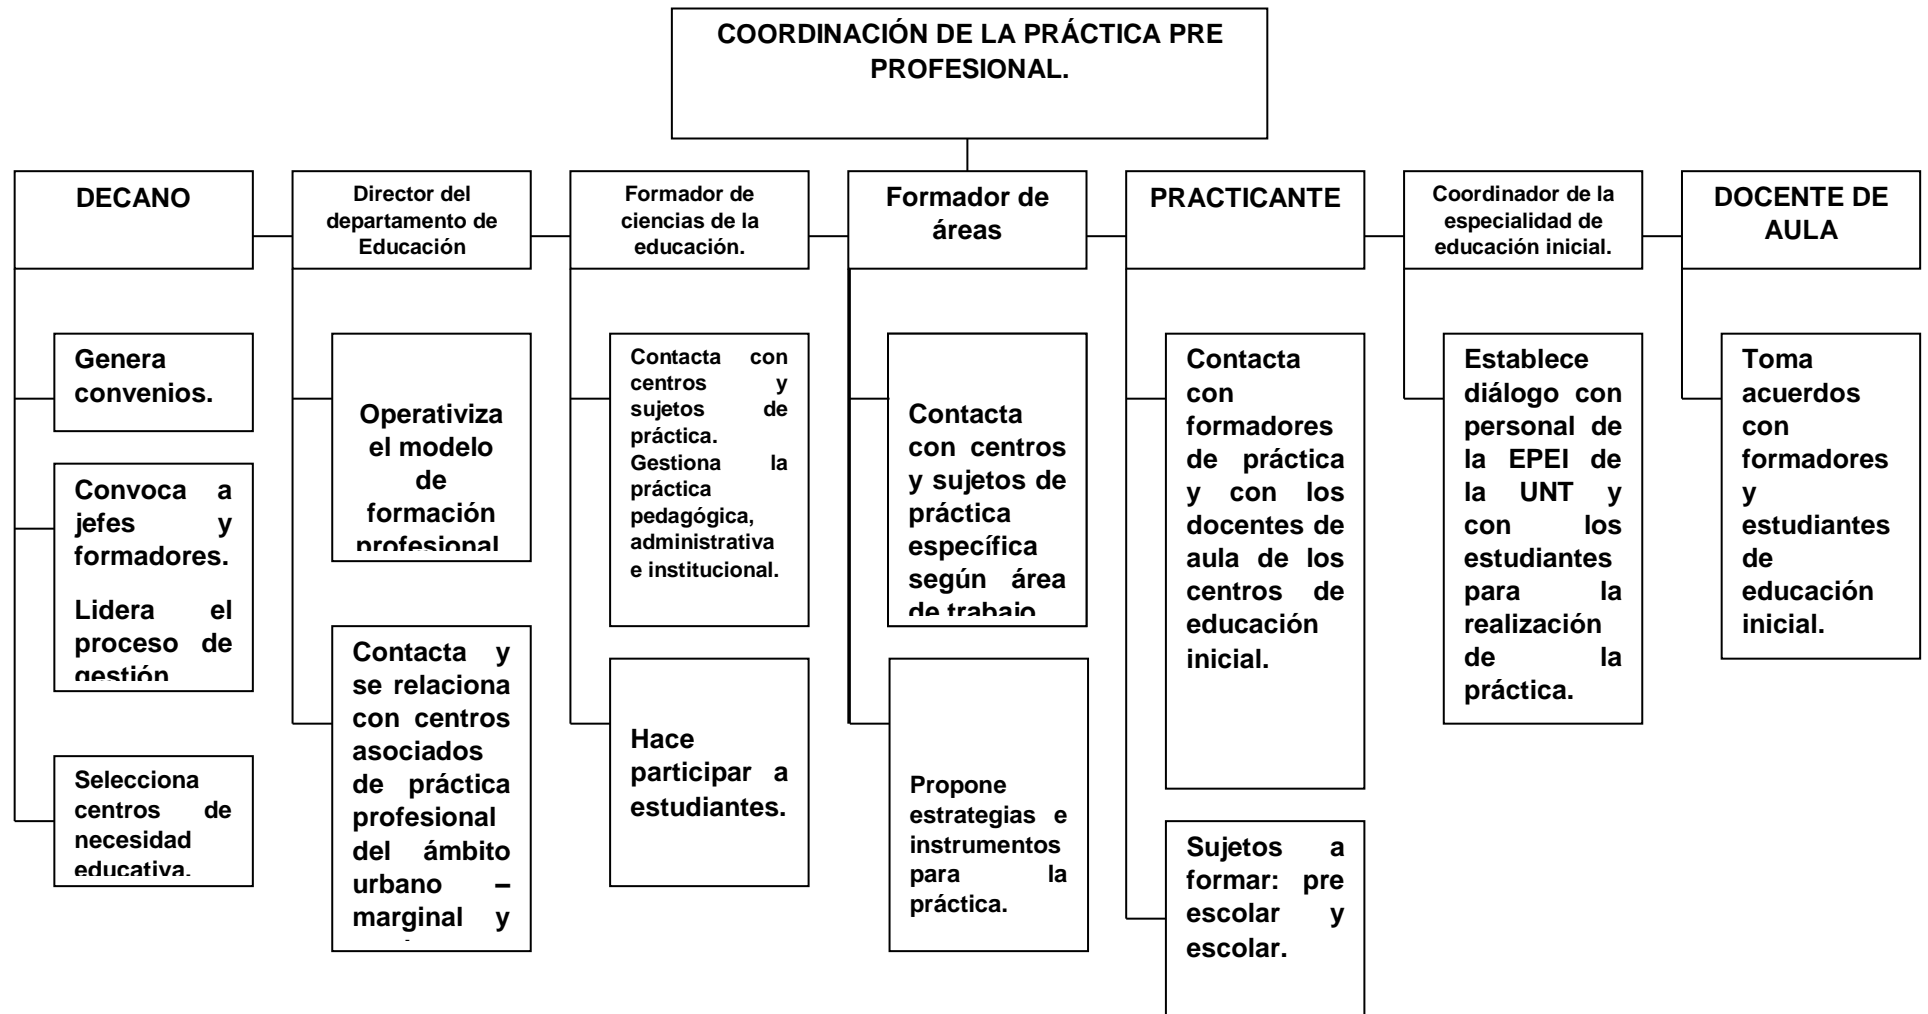 COORDINACIÓN DE LA PRÁCTICA PRE
PROFESIONAL.
DECANO
Genera
convenios.
Convoca a
jefes y
formadores.
Lidera el
proceso de
gestión
Selecciona
centros de
necesidad
educativa.
Director del
departamento de
Educación
Operativiza
el modelo
de
formación
profesional
Contacta y
se relaciona
con centros
asociados
de práctica
profesional
del ámbito
urbano –
marginal y
Formador de
ciencias de la
educación.
Contacta con
centros y
sujetos de
práctica.
Gestiona la
práctica
pedagógica,
administrativa
e institucional.
Hace
participar a
estudiantes.
Formador de
áreas
Contacta
con centros
y sujetos de
práctica
específica
según área
de trabajo
Propone
estrategias e
instrumentos
para la
práctica.
PRACTICANTE
Contacta
con
formadores
de práctica
y con los
docentes de
aula de los
centros de
educación
inicial.
Sujetos a
formar: pre
escolar y
escolar.
Coordinador de la
especialidad de
educación inicial.
Establece
diálogo con
personal de
la EPEI de
la UNT y
con los
estudiantes
para la
realización
de la
práctica.
DOCENTE DE
AULA
Toma
acuerdos
con
formadores
y
estudiantes
de
educación
inicial.